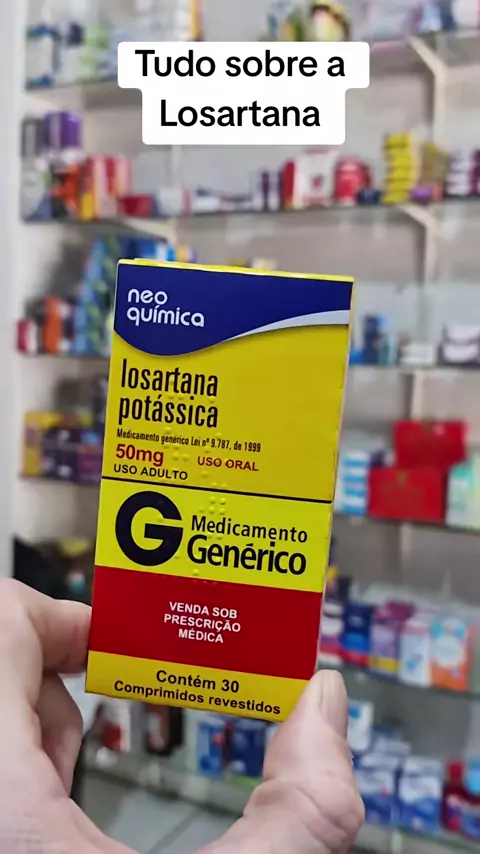 Tudo sobre a
Losartana
neo
química
losartana
potássica
Medicamento genérico Lei nº 9.787, de 1999
50mg USO ORAL
USO ADULTO
G Medicamento
Genérico
VENDA SOB
PRESCRIÇÃO
MÉDICA
Contém 30
Comprimidos revestidos